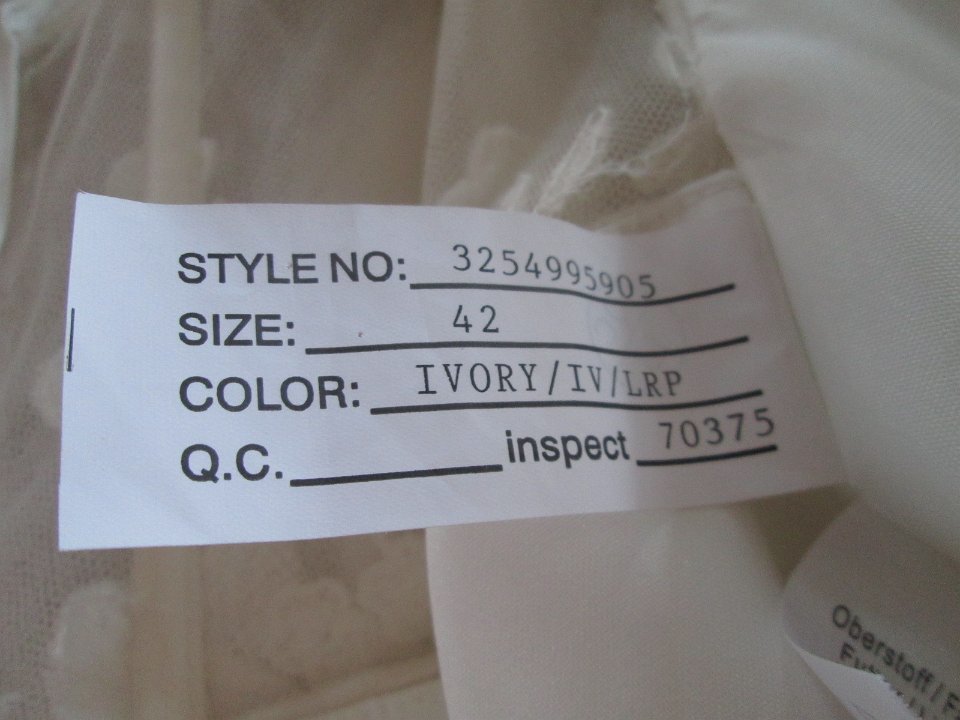 STYLE NO: 3254995905
SIZE: 42
COLOR: IVORY/IV/LRP
Q.C. inspect 70375
Oberstoff /